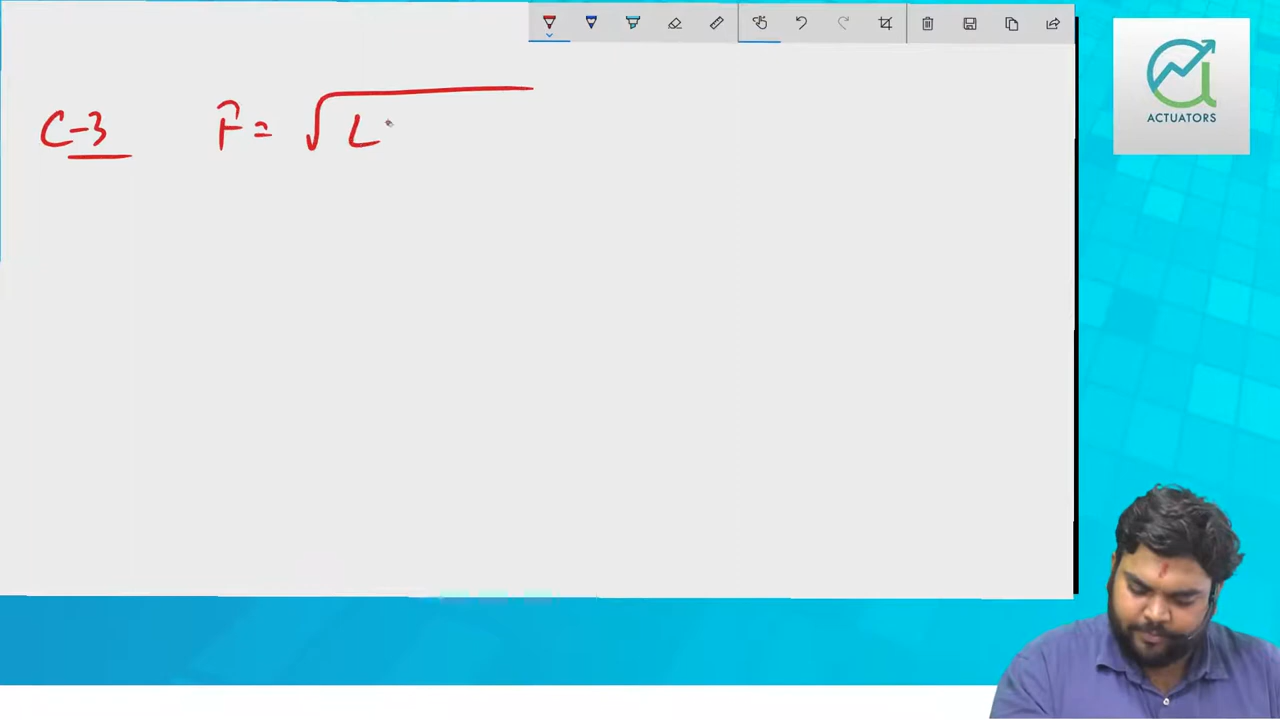 C-3 r̂ = √L
ACTUATORS